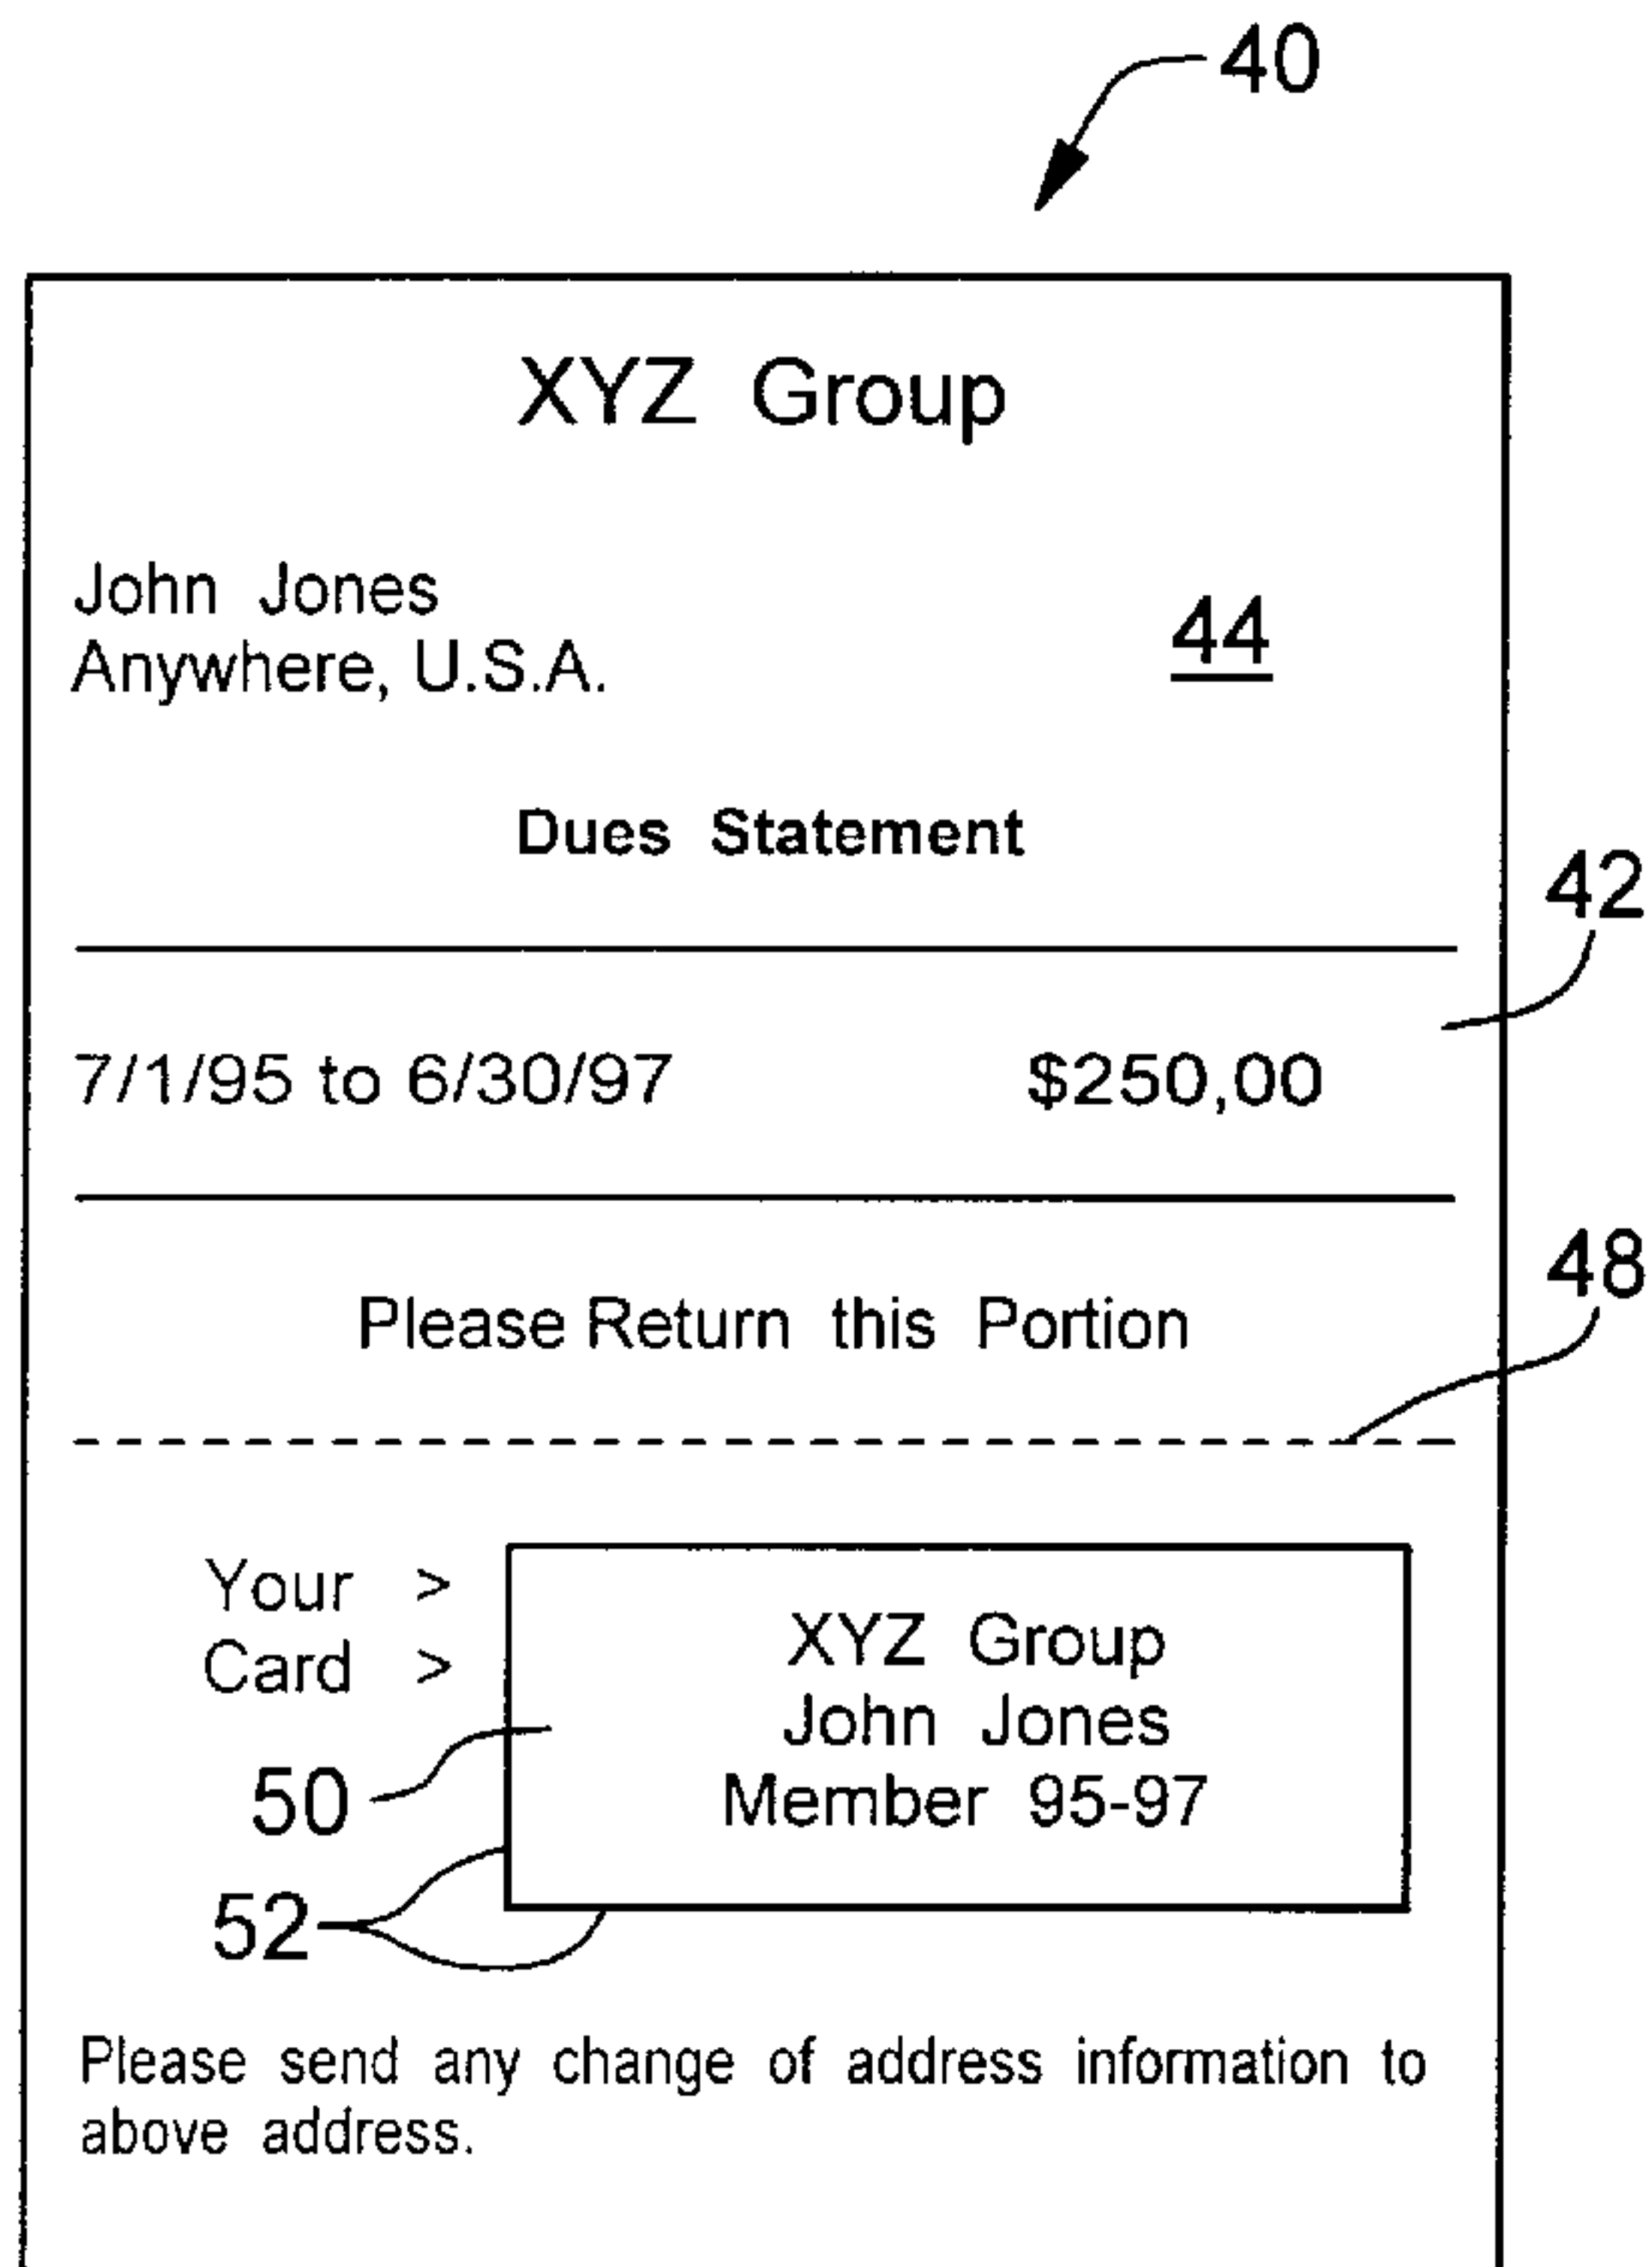 40
XYZ Group
John Jones
Anywhere, U.S.A.
44
Dues Statement
42
7/1/95 to 6/30/97 $250,00
Please Return this Portion
48
Your >
Card >
XYZ Group
John Jones
Member 95-97
50
52
Please send any change of address information to
above address.